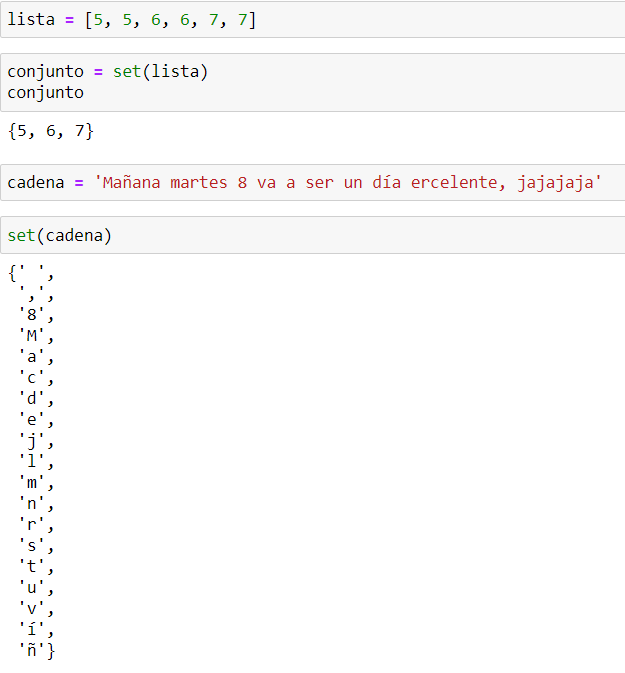 lista = [5, 5, 6, 6, 7, 7]
conjunto = set(lista)
conjunto
{5, 6, 7}
cadena = 'Mañana martes 8 va a ser un día ercelente, jajajaja'
set(cadena)
{' ',
',',
'8',
'M',
'a',
'c',
'd',
'e',
'j',
'l',
'm',
'n',
'r',
's',
't',
'u',
'v',
'í',
'ñ'}